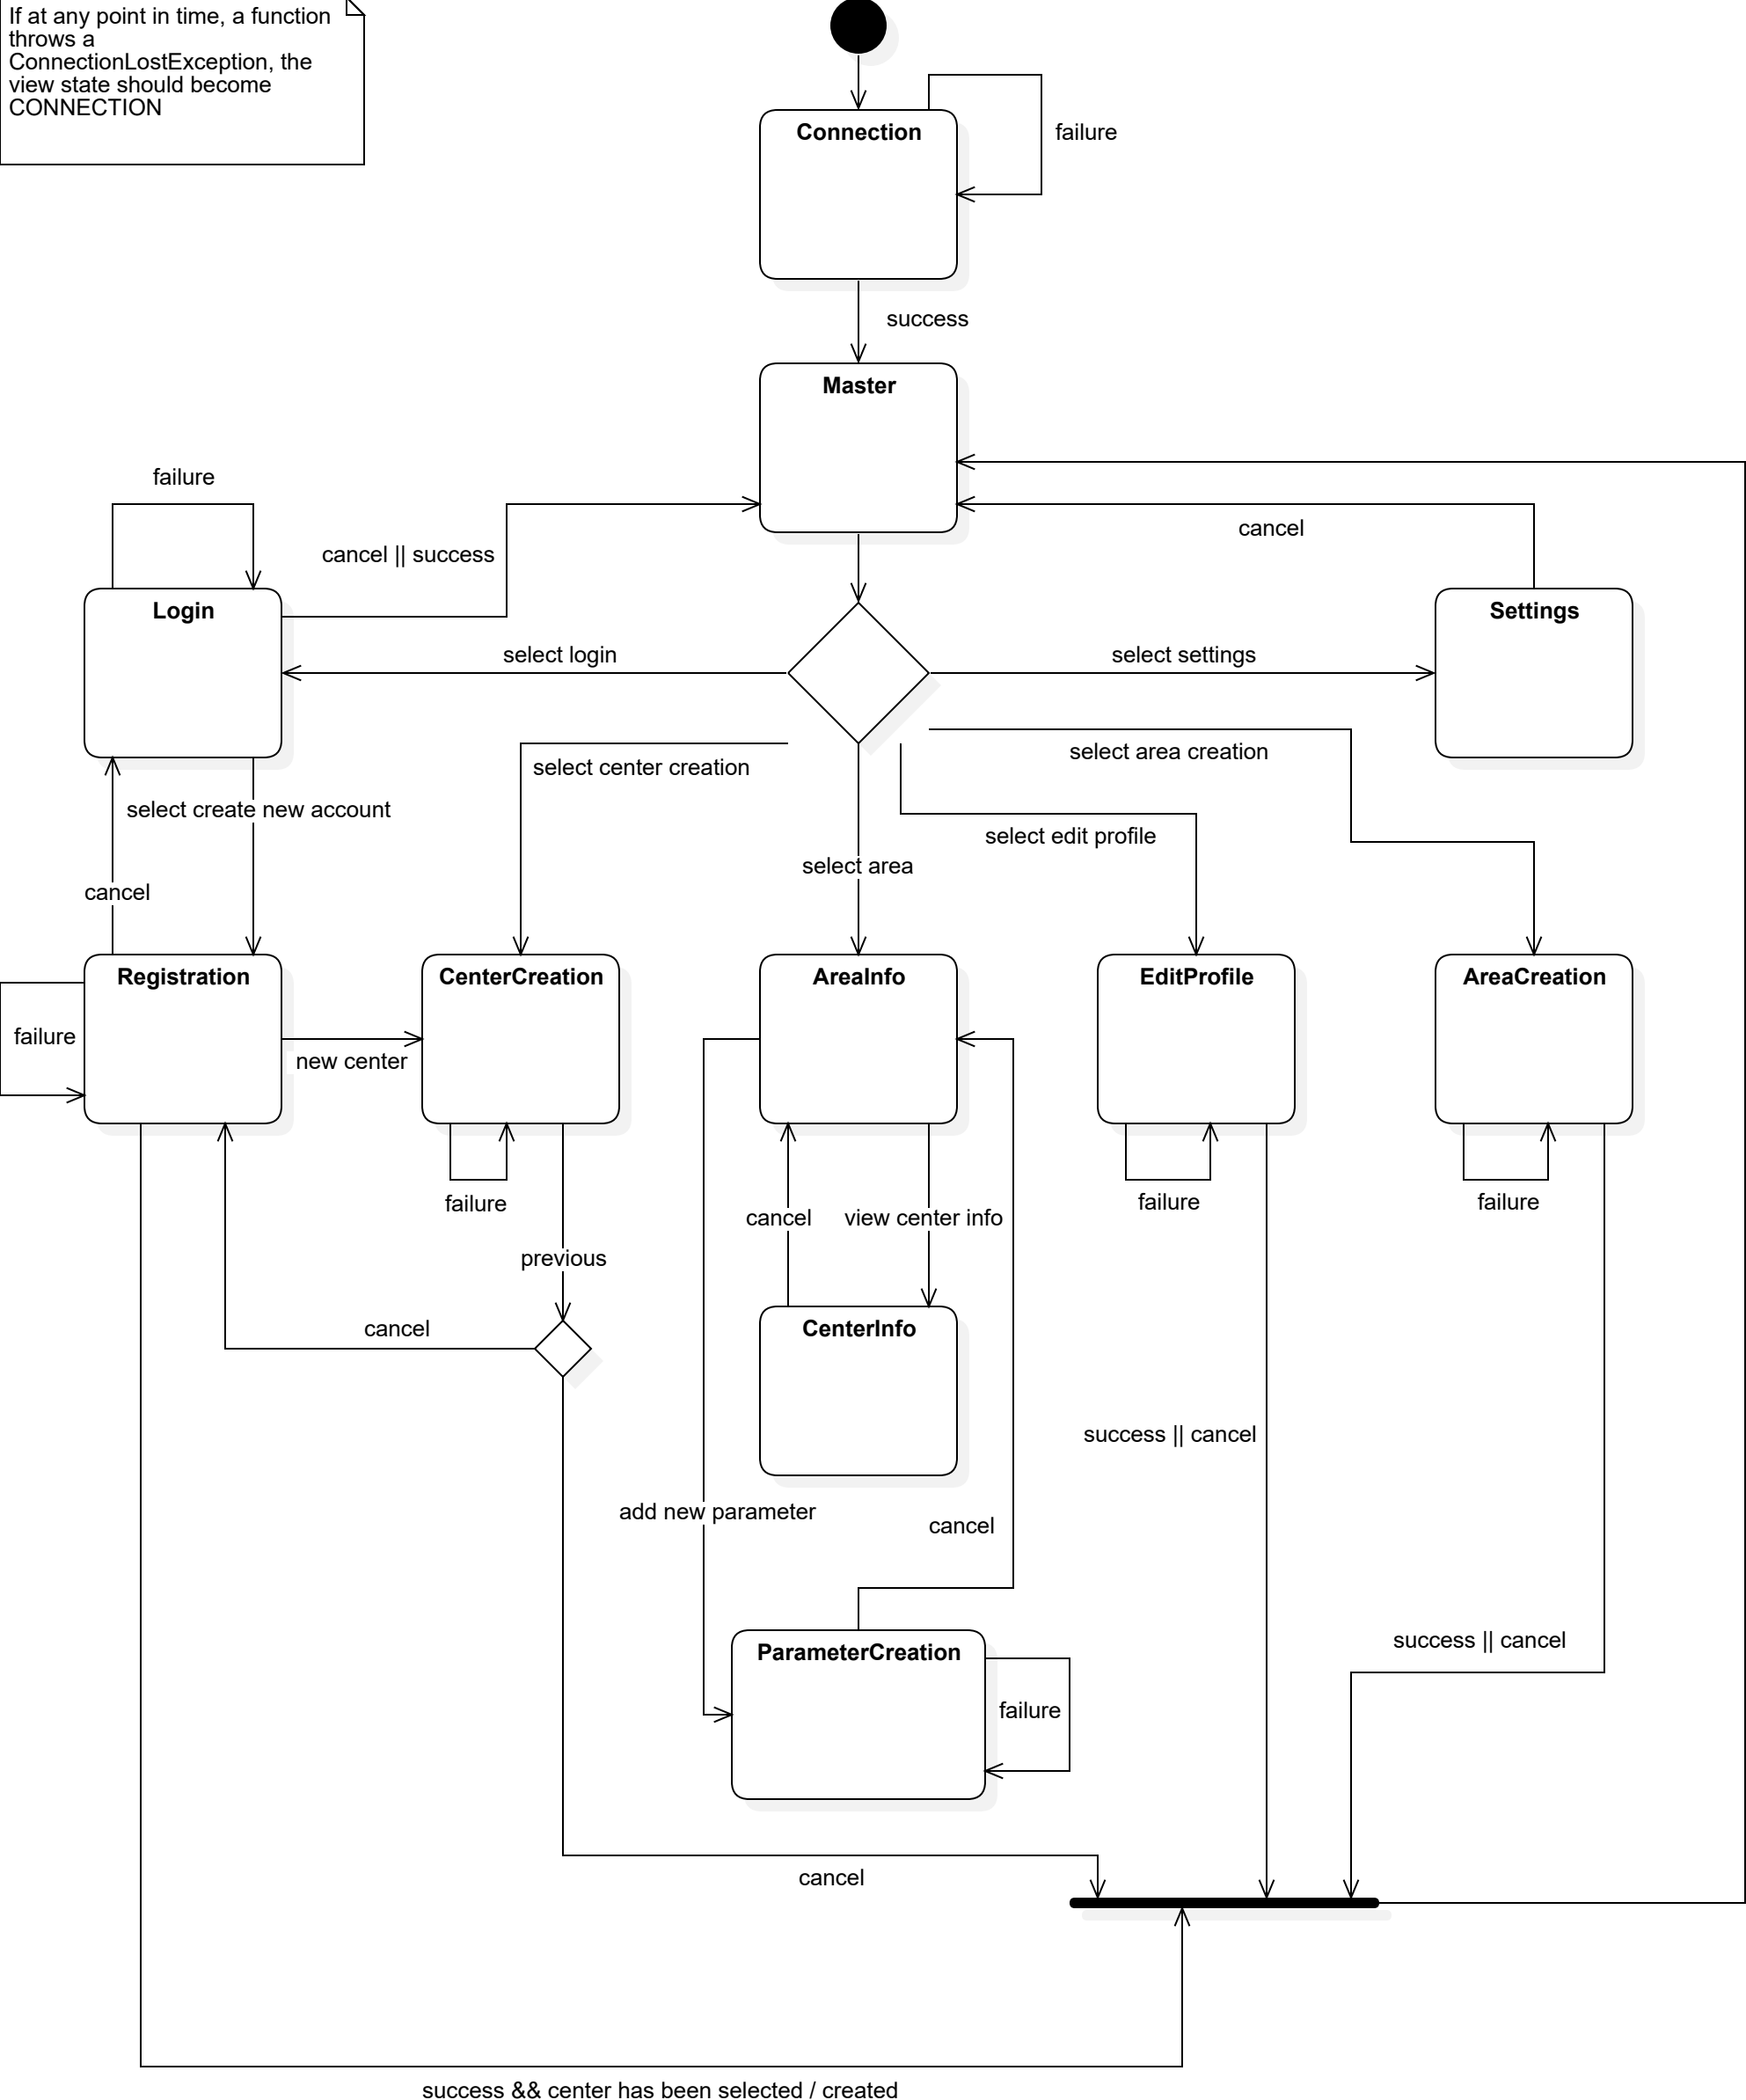 If at any point in time, a function
throws a
ConnectionLostException, the
view state should become
CONNECTION
Connection
failure
success
Master
failure
cancel || success
cancel
Login
Settings
select login
select settings
select center creation
select area creation
select create new account
select edit profile
select area
cancel
Registration
CenterCreation
AreaInfo
EditProfile
AreaCreation
failure
new center
failure
cancel
view center info
failure
failure
previous
cancel
CenterInfo
success || cancel
add new parameter
cancel
success || cancel
ParameterCreation
failure
cancel
success && center has been selected / created